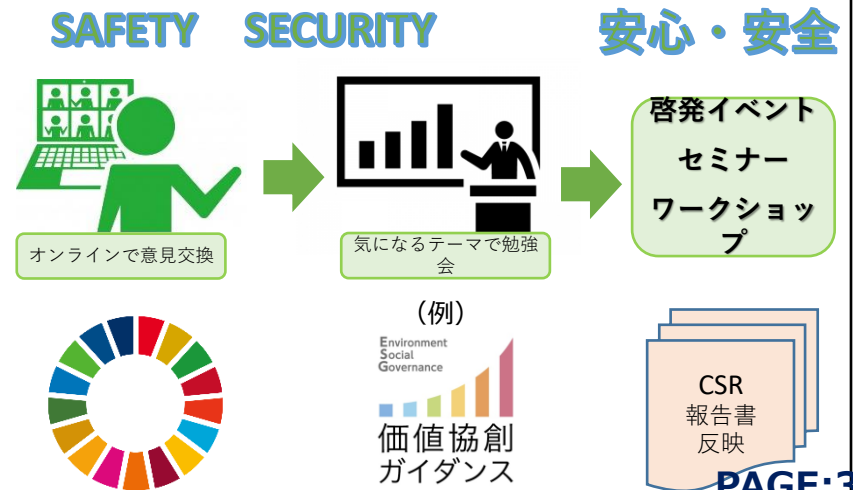 SAFETY SECURITY 安心・安全
オンラインで意見交換
気になるテーマで勉強
会
啓発イベント
セミナー
ワークショッ
プ
（例）
Environment
Social
Governance
価値協創
ガイダンス
CSR
報告書
反映
PAGE:3